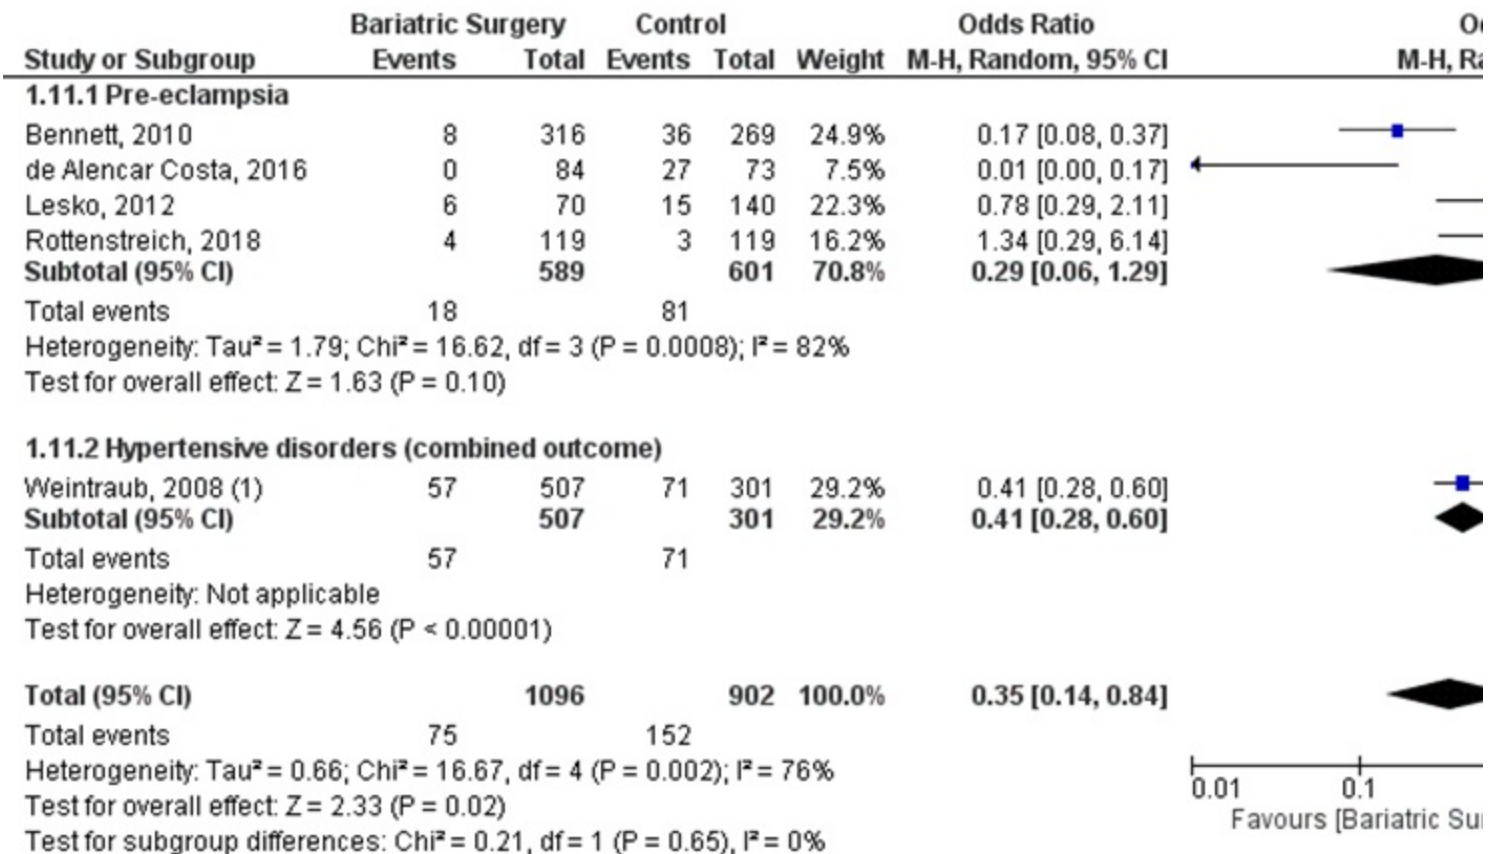 Bariatric Surgery Control Odds Ratio
Study or Subgroup Events Total Events Total Weight M-H, Random, 95% CI M-H,
1.11.1 Pre-eclampsia
Bennett, 2010 8 316 36 269 24.9% 0.17 [0.08, 0.37]
de Alencar Costa, 2016 0 84 27 73 7.5% 0.01 [0.00, 0.17]
Lesko, 2012 6 70 15 140 22.3% 0.78 [0.29, 2.11]
Rottenstreich, 2018 4 119 3 119 16.2% 1.34 [0.29, 6.14]
Subtotal (95% CI) 589 601 70.8% 0.29 [0.06, 1.29]
Total events 18 81
Heterogeneity: Tau² = 1.79; Chi² = 16.62, df = 3 (P = 0.0008); I² = 82%
Test for overall effect: Z = 1.63 (P = 0.10)
1.11.2 Hypertensive disorders (combined outcome)
Weintraub, 2008 (1) 57 507 71 301 29.2% 0.41 [0.28, 0.60]
Subtotal (95% CI) 507 301 29.2% 0.41 [0.28, 0.60]
Total events 57 71
Heterogeneity: Not applicable
Test for overall effect: Z = 4.56 (P < 0.00001)
Total (95% CI) 1096 902 100.0% 0.35 [0.14, 0.84]
Total events 75 152
Heterogeneity: Tau² = 0.66; Chi² = 16.67, df = 4 (P = 0.002); I² = 76%
Test for overall effect: Z = 2.33 (P = 0.02)
Test for subgroup differences: Chi² = 0.21, df = 1 (P = 0.65), I² = 0%
0.01 0.1
Favours [Bariatric